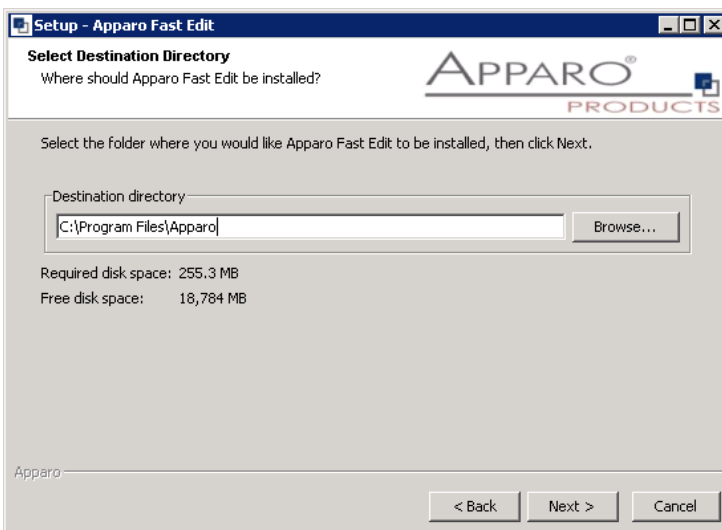 Setup - Apparo Fast Edit
Select Destination Directory
Where should Apparo Fast Edit be installed?
APPARO®
PRODUCTS
Select the folder where you would like Apparo Fast Edit to be installed, then click Next.
Destination directory
C:\Program Files\Apparo
Browse...
Required disk space: 255.3 MB
Free disk space: 18,784 MB
Apparo
< Back Next > Cancel